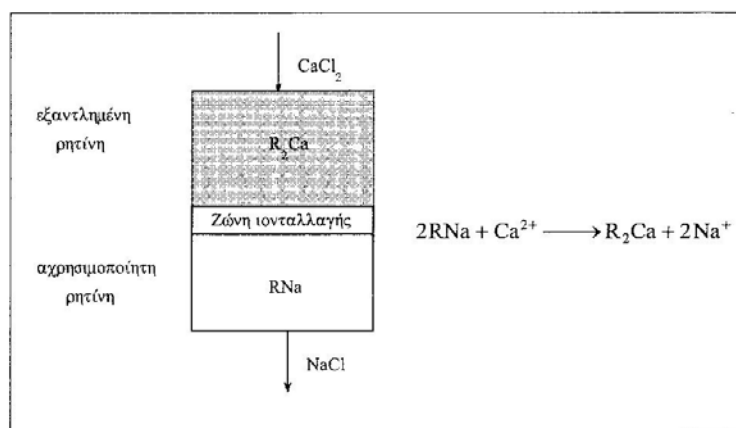 CaCl₂
εξαντλημένη
ρητίνη
R₂Ca
Ζώνη ιονταλλαγής
2RNa + Ca²⁺ ⟶ R₂Ca + 2Na⁺
αχρησιμοποίητη
ρητίνη
RNa
NaCl